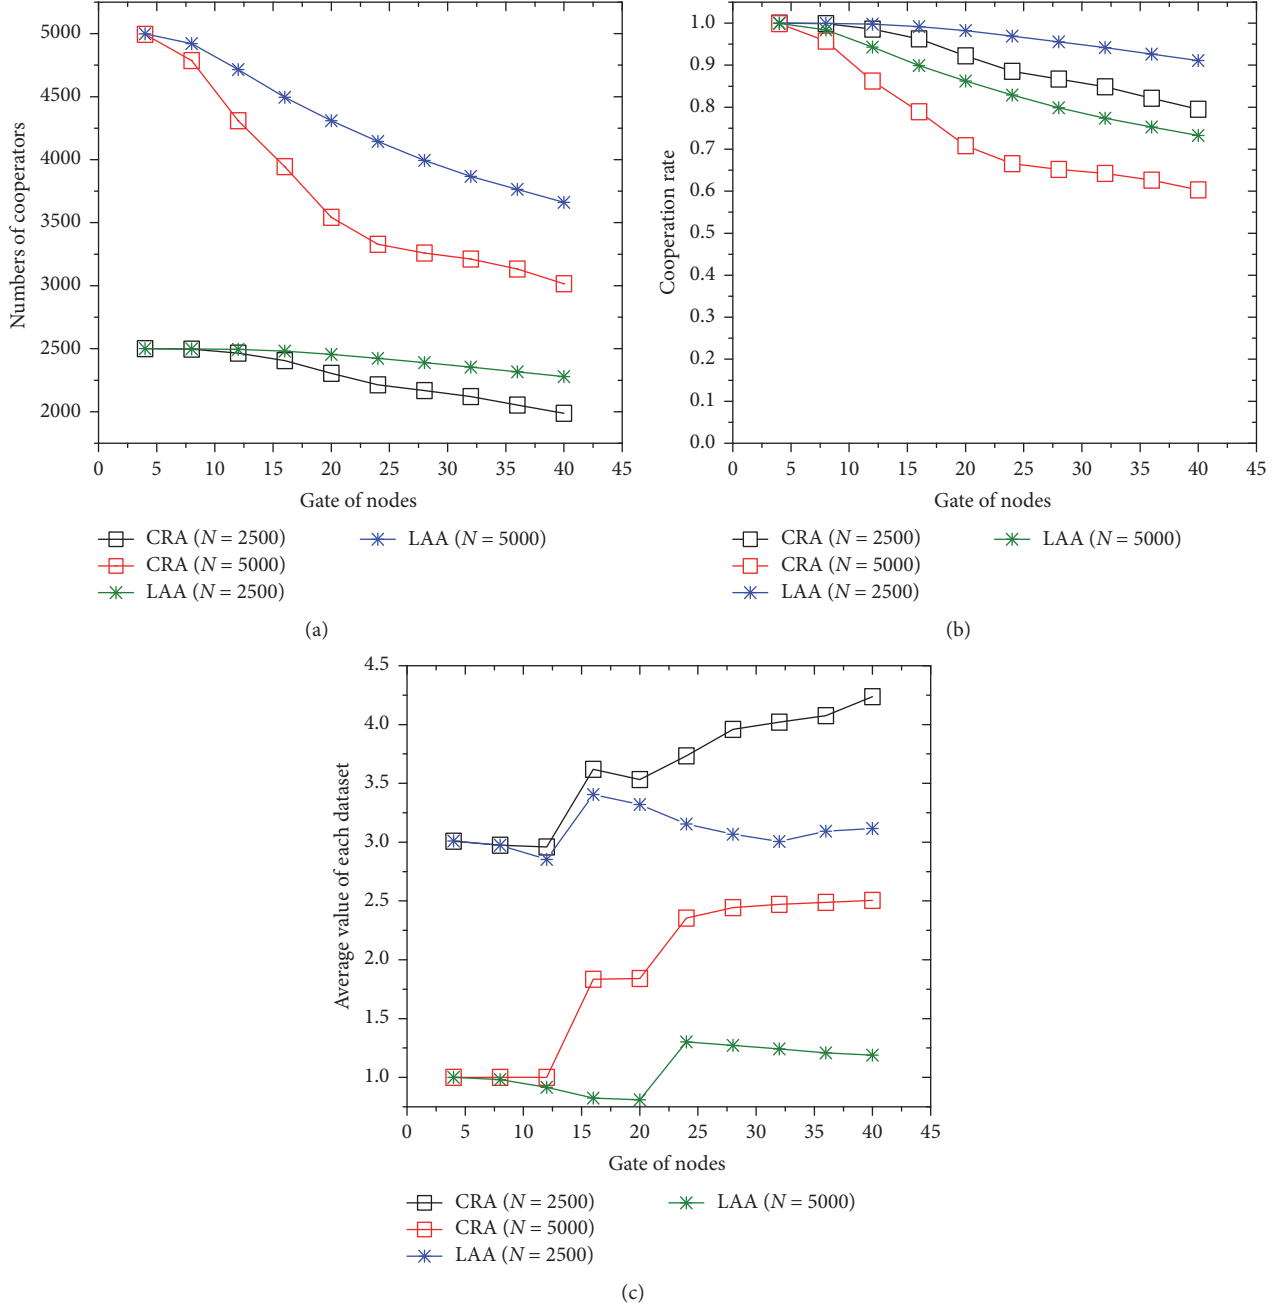 5000
4500
4000
3500
3000
2500
2000
Numbers of cooperators
0 5 10 15 20 25 30 35 40 45
Gate of nodes
CRA (N = 2500)
CRA (N = 5000)
LAA (N = 2500)
LAA (N = 5000)
(a)
1.0
0.9
0.8
0.7
0.6
0.5
0.4
0.3
0.2
0.1
0.0
Cooperation rate
0 5 10 15 20 25 30 35 40 45
Gate of nodes
CRA (N = 2500)
CRA (N = 5000)
LAA (N = 2500)
LAA (N = 5000)
(b)
4.5
4.0
3.5
3.0
2.5
2.0
1.5
1.0
Average value of each dataset
0 5 10 15 20 25 30 35 40 45
Gate of nodes
CRA (N = 2500)
CRA (N = 5000)
LAA (N = 2500)
LAA (N = 5000)
(c)